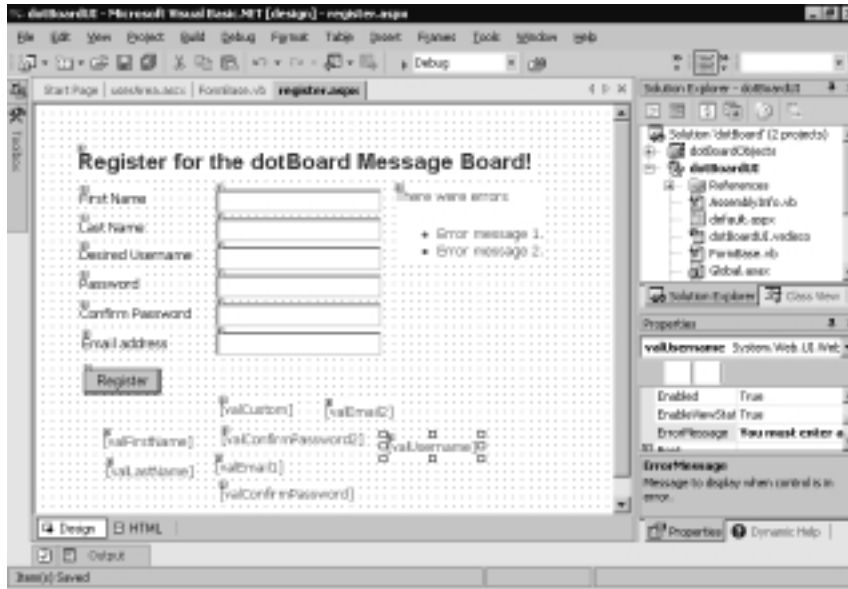 dotBoardUI - Microsoft Visual Basic .NET [design] - register.aspx
File Edit View Project Build Debug Format Table Insert Frames Tools Window Help
Debug
Start Page userArea.ascx FormBase.vb register.aspx
Toolbox
Register for the dotBoard Message Board!
First Name
Last Name
Desired Username
Password
Confirm Password
Email address
There were errors
• Error message 1.
• Error message 2.
Register
[valCustom] [valEmail2]
[valFirstName] [valConfirmPassword2] [valUsername]
[valLastName] [valEmail1]
[valConfirmPassword]
Design HTML
Output
Item(s) Saved
Solution Explorer - dotBoardUI
Solution 'dotBoard' (2 projects)
dotBoardObjects
dotBoardUI
References
AssemblyInfo.vb
default.aspx
dotBoardUI.vsdisco
FormBase.vb
Global.asax
Solution Explorer Class View
Properties
valUsername System.Web.UI.Web
Enabled True
EnableViewStat True
ErrorMessage You must enter a
ErrorMessage
Message to display when control is in
error.
Properties Dynamic Help